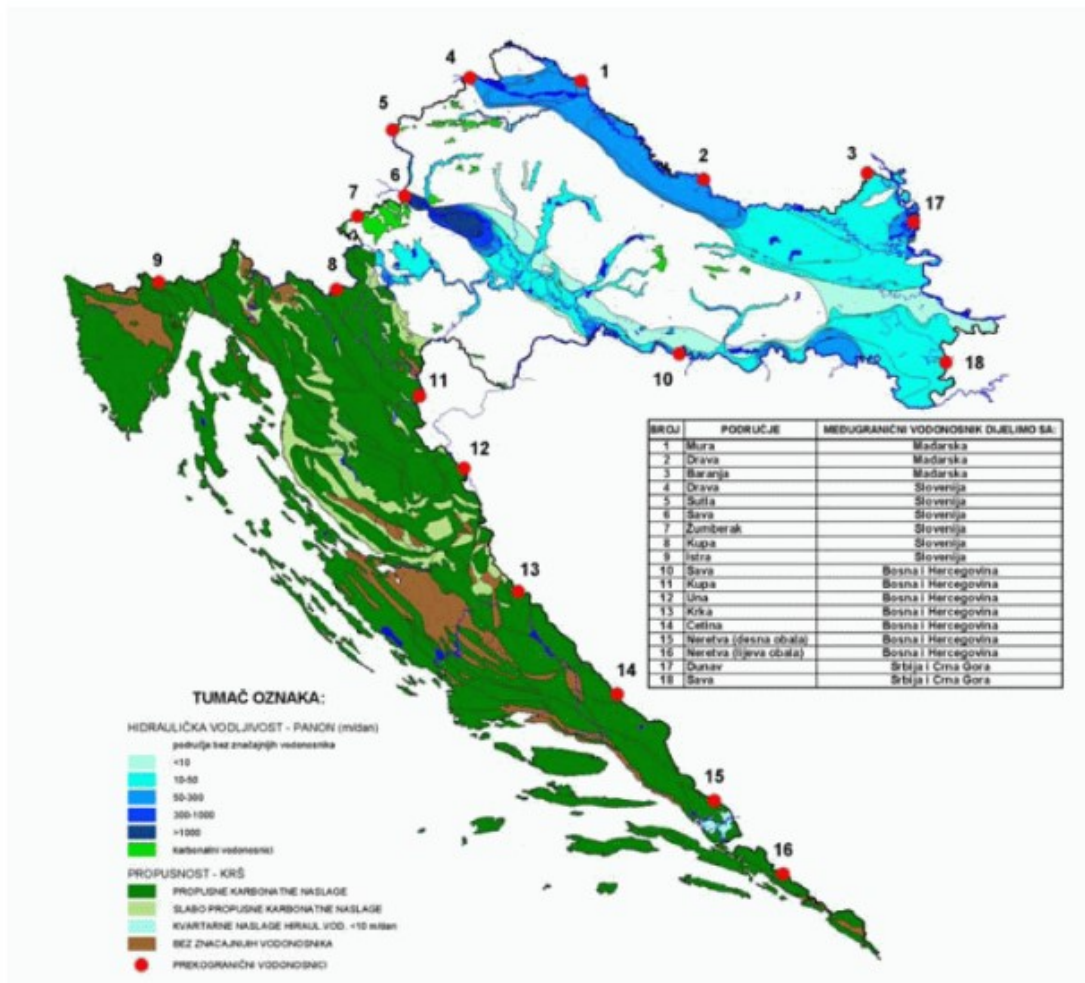 4
1
5
2
3
6
7
17
9
8
10
18
11
12
13
14
15
16
BROJ PODRUČJE MEĐUGRANIČNI VODONOSNIK DIJELIMO SA:
1 Mura Mađarska
2 Drava Mađarska
3 Baranja Mađarska
4 Drava Slovenija
5 Sutla Slovenija
6 Sava Slovenija
7 Žumberak Slovenija
8 Kupa Slovenija
9 Istra Slovenija
10 Sava Bosna i Hercegovina
11 Kupa Bosna i Hercegovina
12 Una Bosna i Hercegovina
13 Krka Bosna i Hercegovina
14 Cetina Bosna i Hercegovina
15 Neretva (desna obala) Bosna i Hercegovina
16 Neretva (lijeva obala) Bosna i Hercegovina
17 Dunav Srbija i Crna Gora
18 Sava Srbija i Crna Gora
TUMAČ OZNAKA:
HIDRAULIČKA VODLJIVOST - PANON (m/dan)
područja bez značajnijih vodonosnika
<10
10-50
50-300
300-1000
>1000
karbonatni vodonosnici
PROPUSNOST - KRŠ
PROPUSNE KARBONATNE NASLAGE
SLABO PROPUSNE KARBONATNE NASLAGE
KVARTARNE NASLAGE HIRAUL.VOD. <10 m/dan
BEZ ZNAČAJNIJIH VODONOSNIKA
PREKOGRANIČNI VODONOSNICI